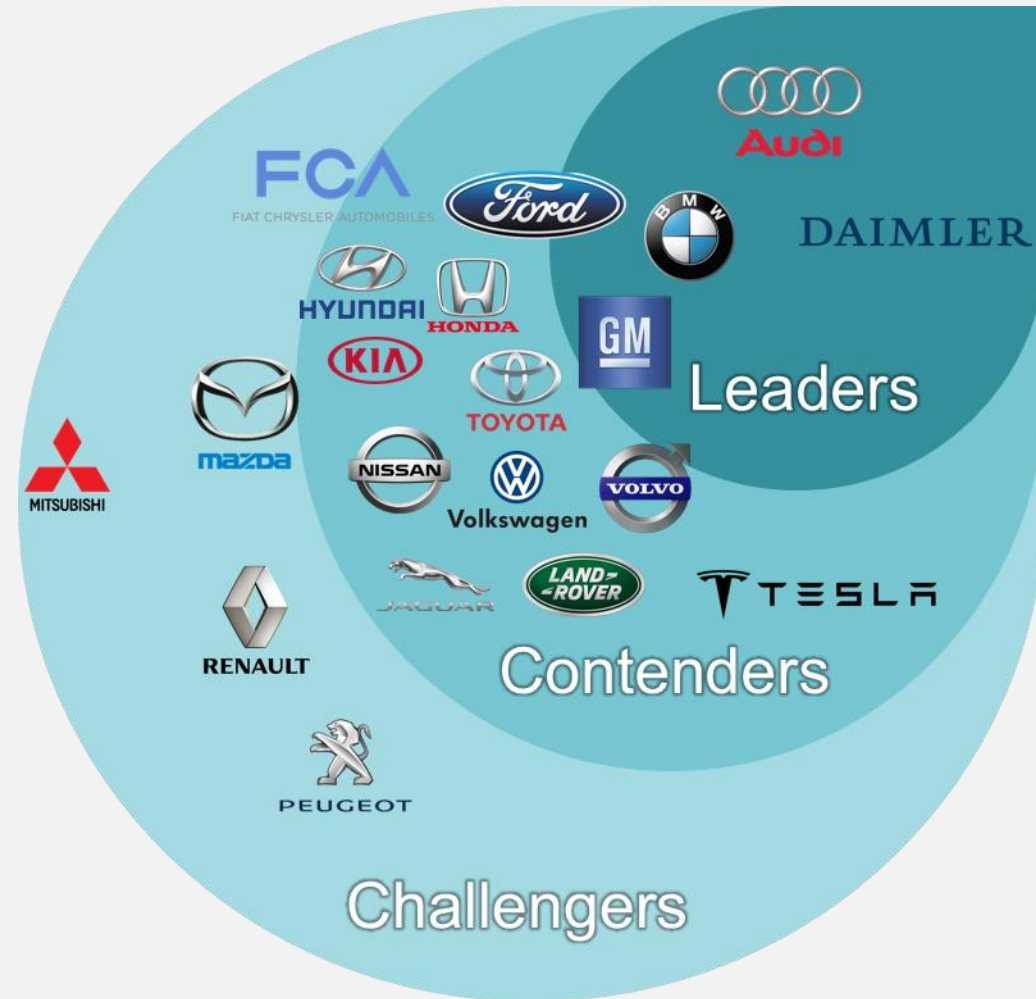 Audi
FCA
FIAT CHRYSLER AUTOMOBILES
Ford
BMW
DAIMLER
HYUNDAI
HONDA
GM
KIA
TOYOTA
Leaders
mazda
MITSUBISHI
NISSAN
Volkswagen
VOLVO
JAGUAR
LAND-
-ROVER
TESLA
RENAULT
Contenders
PEUGEOT
Challengers